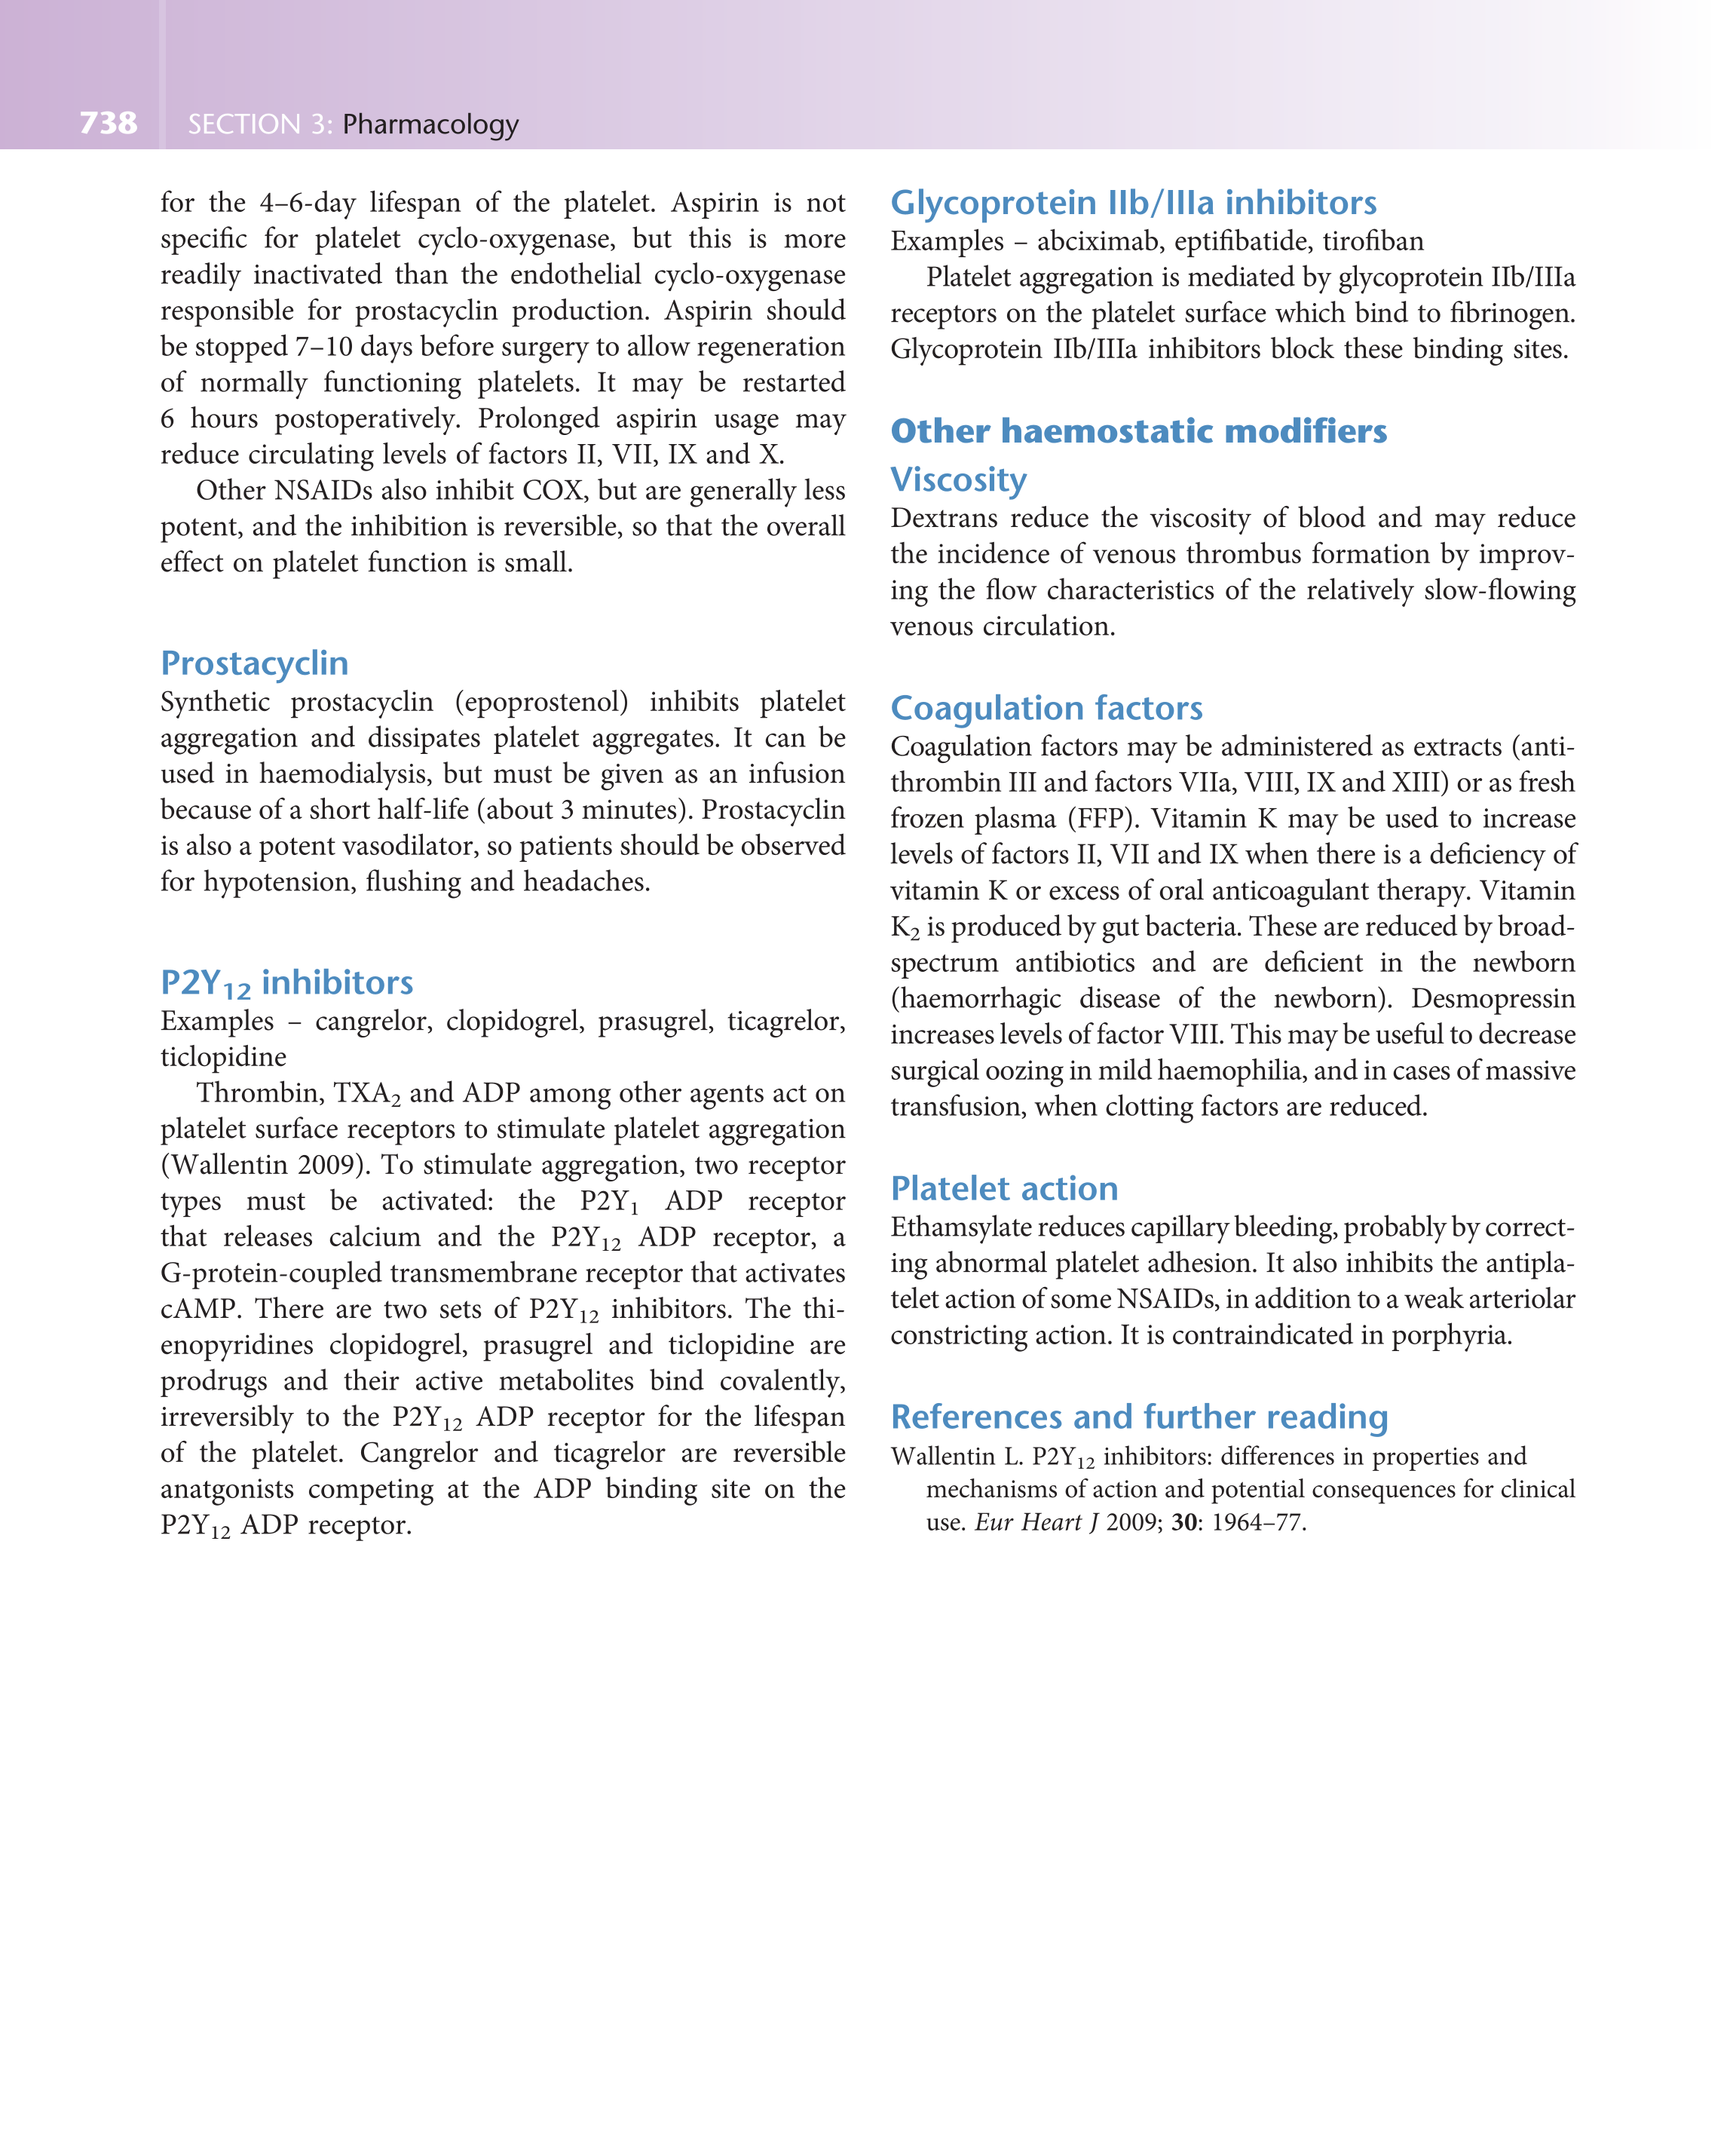 738 SECTION 3: Pharmacology
for the 4–6-day lifespan of the platelet. Aspirin is not
specific for platelet cyclo-oxygenase, but this is more
readily inactivated than the endothelial cyclo-oxygenase
responsible for prostacyclin production. Aspirin should
be stopped 7–10 days before surgery to allow regeneration
of normally functioning platelets. It may be restarted
6 hours postoperatively. Prolonged aspirin usage may
reduce circulating levels of factors II, VII, IX and X.
Other NSAIDs also inhibit COX, but are generally less
potent, and the inhibition is reversible, so that the overall
effect on platelet function is small.
Prostacyclin
Synthetic prostacyclin (epoprostenol) inhibits platelet
aggregation and dissipates platelet aggregates. It can be
used in haemodialysis, but must be given as an infusion
because of a short half-life (about 3 minutes). Prostacyclin
is also a potent vasodilator, so patients should be observed
for hypotension, flushing and headaches.
P2Y₁₂ inhibitors
Examples – cangrelor, clopidogrel, prasugrel, ticagrelor,
ticlopidine
Thrombin, TXA₂ and ADP among other agents act on
platelet surface receptors to stimulate platelet aggregation
(Wallentin 2009). To stimulate aggregation, two receptor
types must be activated: the P2Y₁ ADP receptor
that releases calcium and the P2Y₁₂ ADP receptor, a
G-protein-coupled transmembrane receptor that activates
cAMP. There are two sets of P2Y₁₂ inhibitors. The thi-
enopyridines clopidogrel, prasugrel and ticlopidine are
prodrugs and their active metabolites bind covalently,
irreversibly to the P2Y₁₂ ADP receptor for the lifespan
of the platelet. Cangrelor and ticagrelor are reversible
anatgonists competing at the ADP binding site on the
P2Y₁₂ ADP receptor.
Glycoprotein IIb/IIIa inhibitors
Examples – abciximab, eptifibatide, tirofiban
Platelet aggregation is mediated by glycoprotein IIb/IIIa
receptors on the platelet surface which bind to fibrinogen.
Glycoprotein IIb/IIIa inhibitors block these binding sites.
Other haemostatic modifiers
Viscosity
Dextrans reduce the viscosity of blood and may reduce
the incidence of venous thrombus formation by improv-
ing the flow characteristics of the relatively slow-flowing
venous circulation.
Coagulation factors
Coagulation factors may be administered as extracts (anti-
thrombin III and factors VIIa, VIII, IX and XIII) or as fresh
frozen plasma (FFP). Vitamin K may be used to increase
levels of factors II, VII and IX when there is a deficiency of
vitamin K or excess of oral anticoagulant therapy. Vitamin
K₂ is produced by gut bacteria. These are reduced by broad-
spectrum antibiotics and are deficient in the newborn
(haemorrhagic disease of the newborn). Desmopressin
increases levels of factor VIII. This may be useful to decrease
surgical oozing in mild haemophilia, and in cases of massive
transfusion, when clotting factors are reduced.
Platelet action
Ethamsylate reduces capillary bleeding, probably by correct-
ing abnormal platelet adhesion. It also inhibits the antipla-
telet action of some NSAIDs, in addition to a weak arteriolar
constricting action. It is contraindicated in porphyria.
References and further reading
Wallentin L. P2Y₁₂ inhibitors: differences in properties and
mechanisms of action and potential consequences for clinical
use. Eur Heart J 2009; 30: 1964–77.